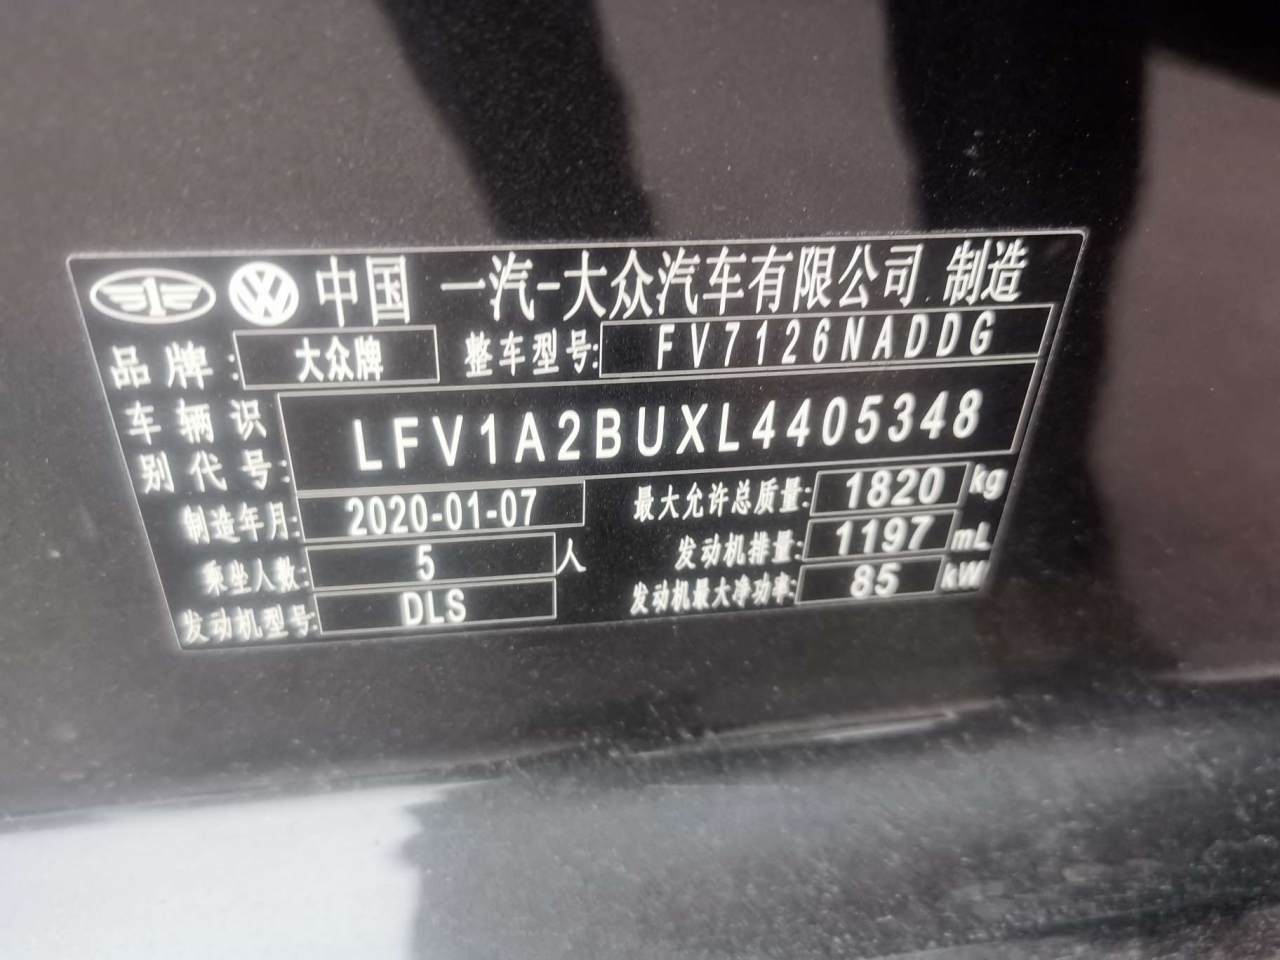 中国 一汽-大众汽车有限公司 制造
品牌: 大众牌 整车型号: FV7126NADDG
车辆识别代号: LFV1A2BUXL4405348
制造年月: 2020-01-07 最大允许总质量: 1820 kg
乘坐人数: 5 人 发动机排量: 1197 mL
发动机型号: DLS 发动机最大净功率: 85 kW